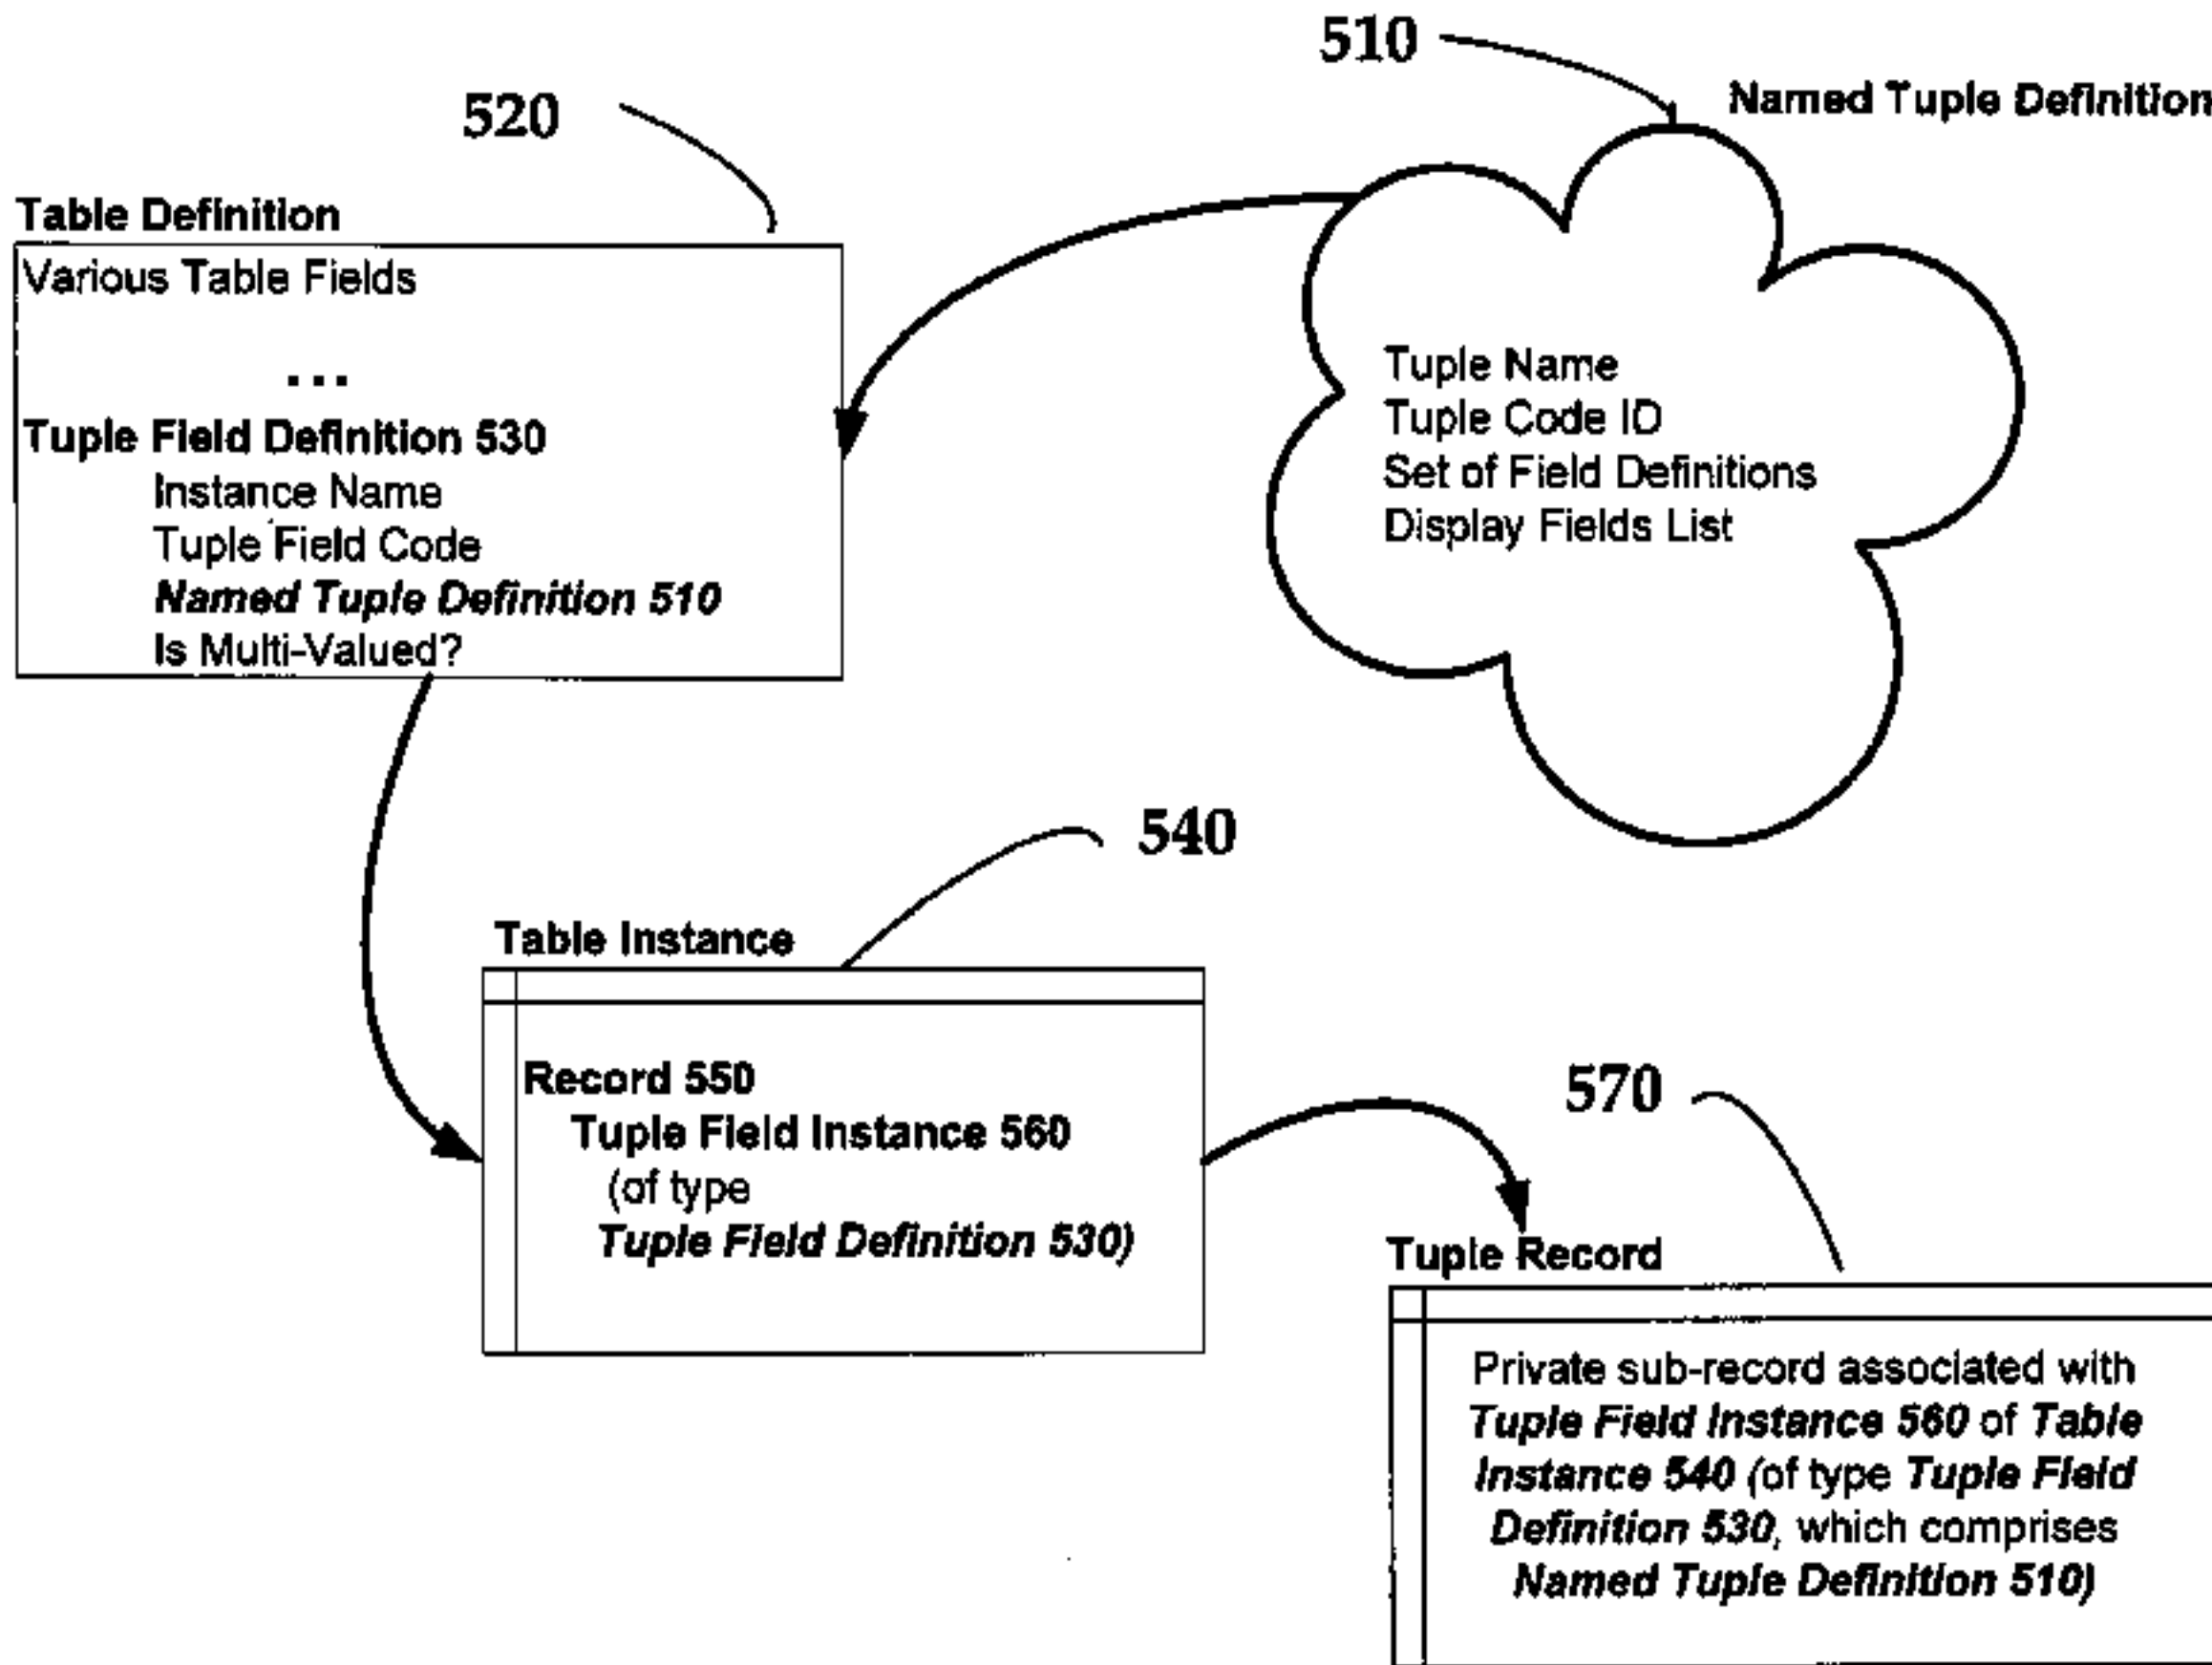 510
Named Tuple Definition
520
Table Definition
Various Table Fields
...
Tuple Field Definition 530
Instance Name
Tuple Field Code
Named Tuple Definition 510
Is Multi-Valued?
Tuple Name
Tuple Code ID
Set of Field Definitions
Display Fields List
540
Table Instance
Record 550
Tuple Field Instance 560
(of type
Tuple Field Definition 530)
570
Tuple Record
Private sub-record associated with
Tuple Field Instance 560 of Table
Instance 540 (of type Tuple Field
Definition 530, which comprises
Named Tuple Definition 510)